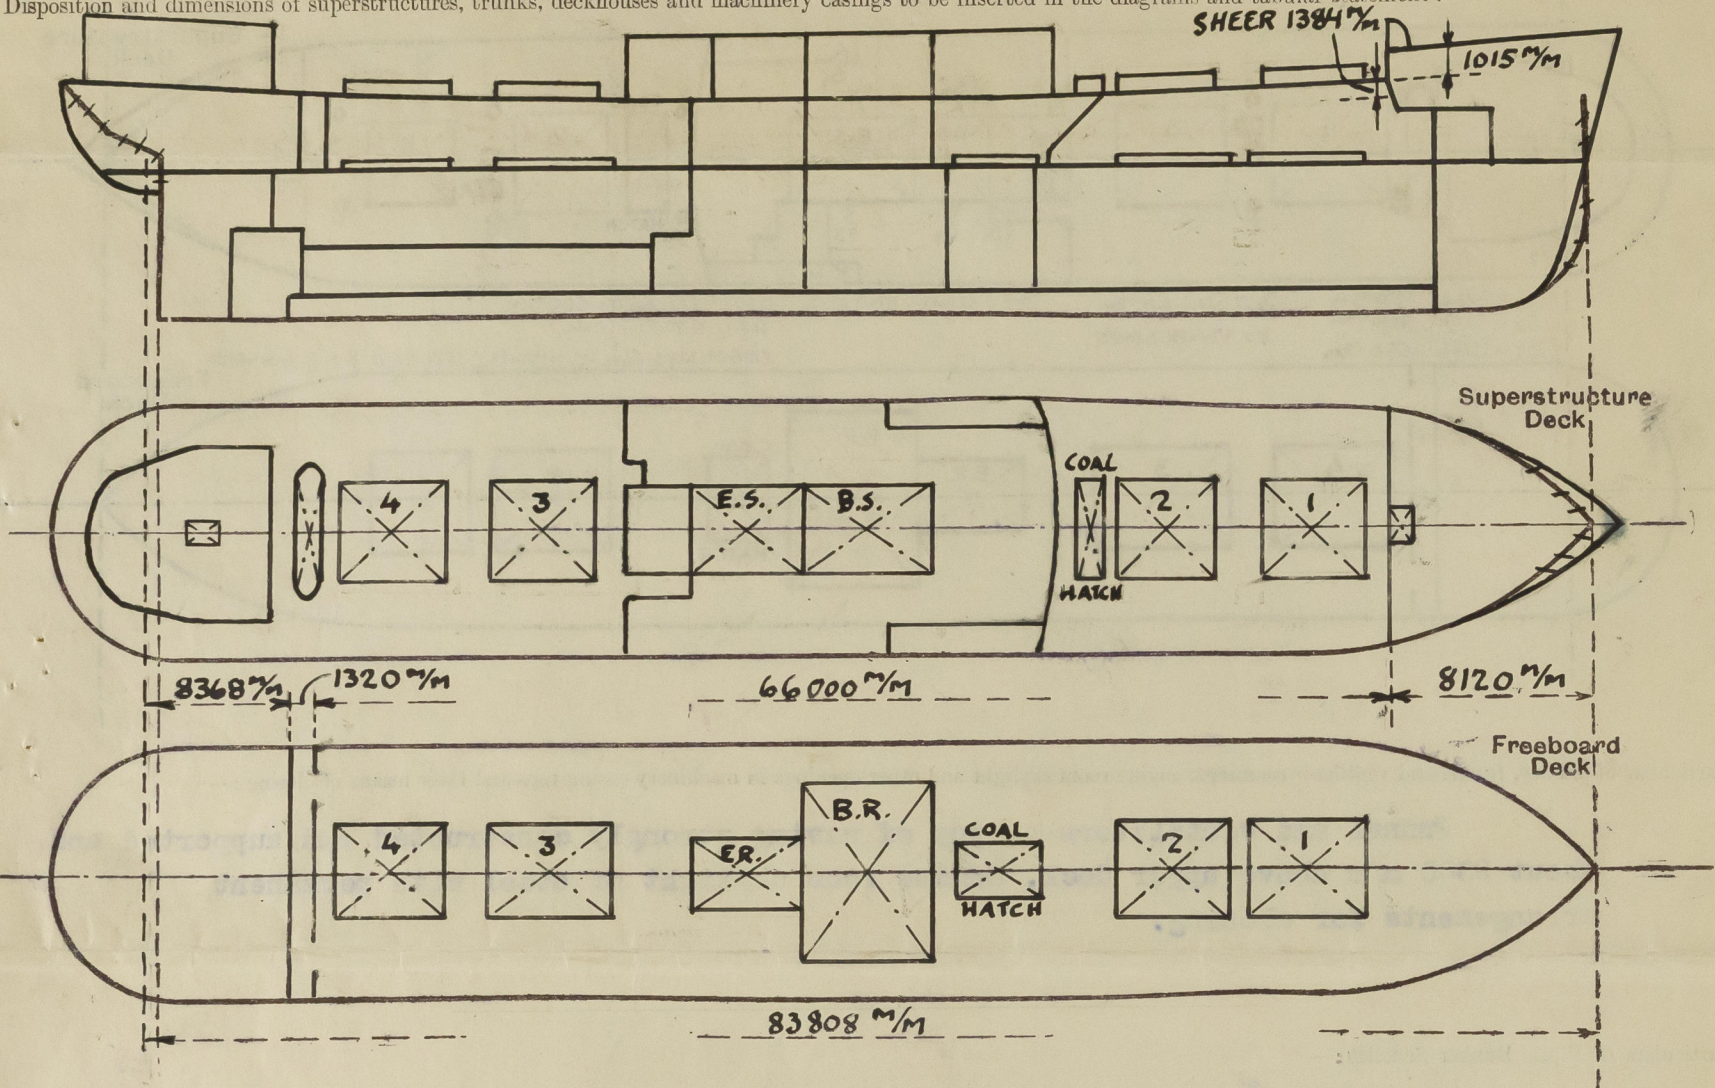 Disposition and dimensions of superstructures, trunks, deckhouses and machinery casings to be inserted in the diagrams and tabular statement:
SHEER 1384 M/M
1015 M/M
Superstructure
Deck
COAL
4 3 E.S. B.S. 2 1
HATCH
8368 M/M 1320 M/M 66000 M/M 8120 M/M
Freeboard
Deck
B.R.
COAL
4 3 ER. 2 1
HATCH
83808 M/M